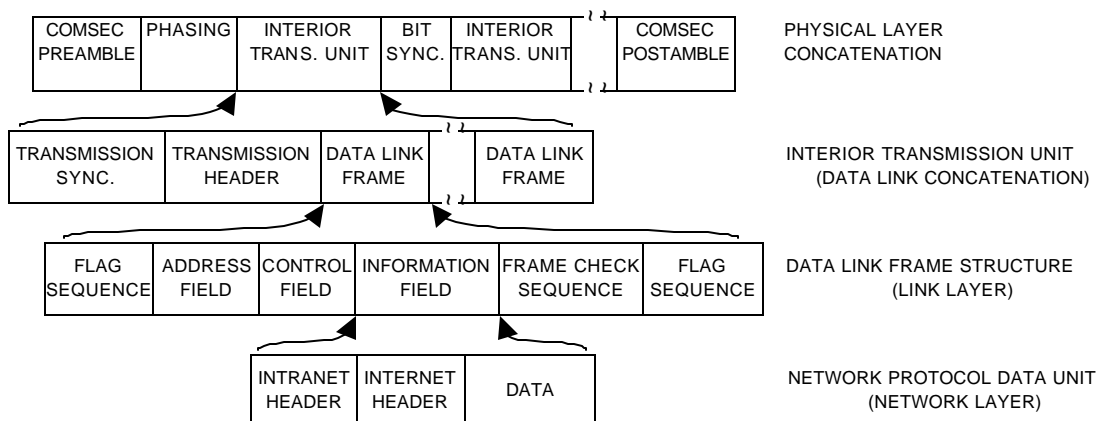 COMSEC PREAMBLE
PHASING
INTERIOR TRANS. UNIT
BIT SYNC.
INTERIOR TRANS. UNIT
COMSEC POSTAMBLE
PHYSICAL LAYER
CONCATENATION
TRANSMISSION SYNC.
TRANSMISSION HEADER
DATA LINK FRAME
DATA LINK FRAME
INTERIOR TRANSMISSION UNIT
(DATA LINK CONCATENATION)
FLAG SEQUENCE
ADDRESS FIELD
CONTROL FIELD
INFORMATION FIELD
FRAME CHECK SEQUENCE
FLAG SEQUENCE
DATA LINK FRAME STRUCTURE
(LINK LAYER)
INTRANET HEADER
INTERNET HEADER
DATA
NETWORK PROTOCOL DATA UNIT
(NETWORK LAYER)